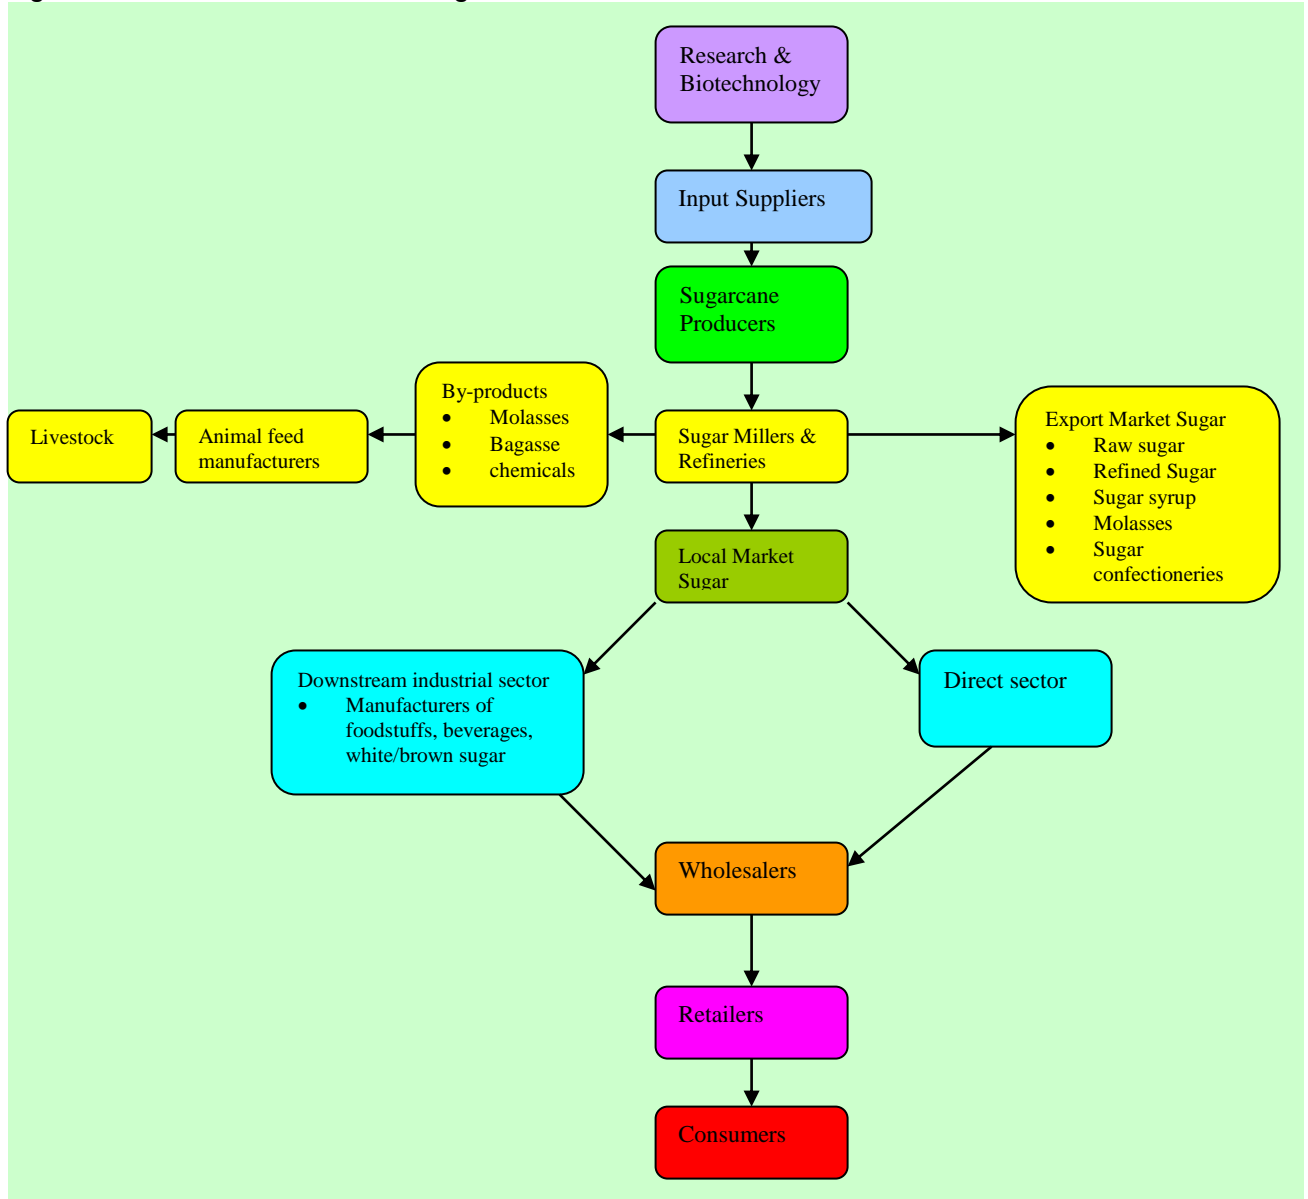 Research &
Biotechnology
Input Suppliers
Sugarcane
Producers
By-products
• Molasses
• Bagasse
• chemicals
Livestock
Animal feed
manufacturers
Sugar Millers &
Refineries
Export Market Sugar
• Raw sugar
• Refined Sugar
• Sugar syrup
• Molasses
• Sugar
confectioneries
Local Market
Sugar
Downstream industrial sector
• Manufacturers of
foodstuffs, beverages,
white/brown sugar
Direct sector
Wholesalers
Retailers
Consumers